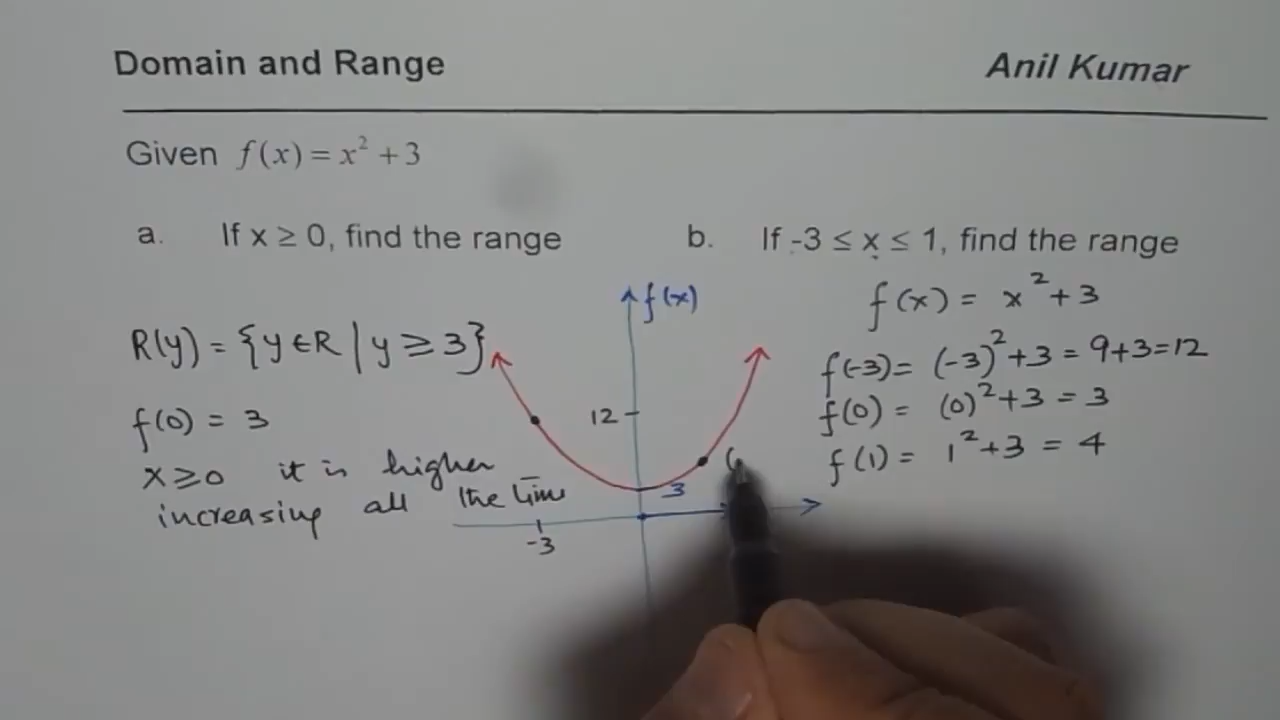 Domain and Range
Anil Kumar
Given f(x) = x² + 3
a. If x ≥ 0, find the range
b. If -3 ≤ x ≤ 1, find the range
R(y) = {y ∈ R | y ≥ 3}
f(0) = 3
x ≥ 0 it is higher
increasing all the time
f(x)
12
3
-3
f(x) = x² + 3
f(-3) = (-3)² + 3 = 9 + 3 = 12
f(0) = (0)² + 3 = 3
f(1) = 1² + 3 = 4